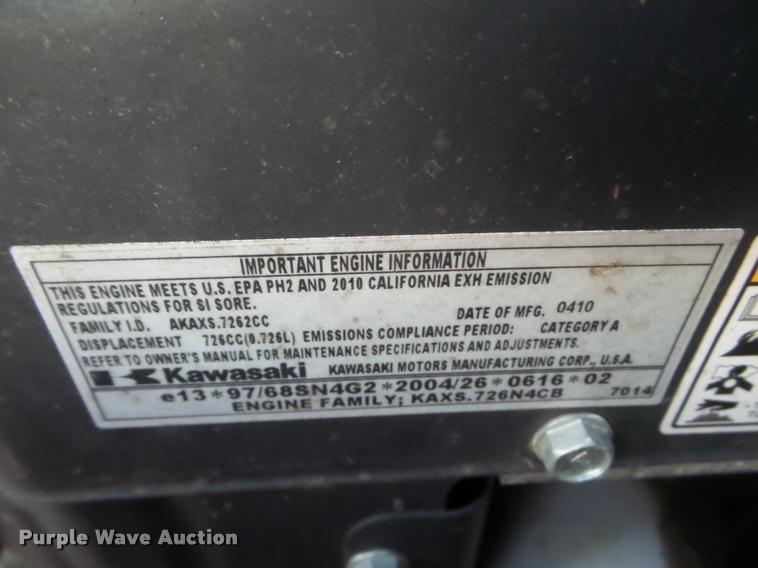 IMPORTANT ENGINE INFORMATION
THIS ENGINE MEETS U.S. EPA PH2 AND 2010 CALIFORNIA EXH EMISSION
REGULATIONS FOR SI SORE.
DATE OF MFG. 0410
FAMILY I.D. AKAXS.7262CC
DISPLACEMENT 726CC(0.726L) EMISSIONS COMPLIANCE PERIOD: CATEGORY A
REFER TO OWNER'S MANUAL FOR MAINTENANCE SPECIFICATIONS AND ADJUSTMENTS.
Kawasaki KAWASAKI MOTORS MANUFACTURING CORP., U.S.A.
e13*97/68SN4G2*2004/26*0616*02
ENGINE FAMILY; KAXS.726N4CB 7014
Purple Wave Auction